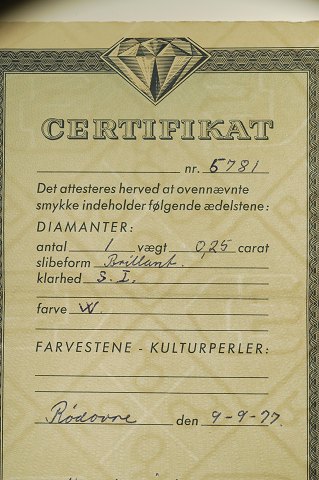 CERTIFIKAT
nr. 5781
Det attesteres herved at ovennævnte
smykke indeholder følgende ædelstene:
DIAMANTER:
antal 1 vægt 0,25 carat
slibeform Brillant.
klarhed S.I.
farve W.
FARVESTENE - KULTURPERLER:
Rödovre den 9-9-77.